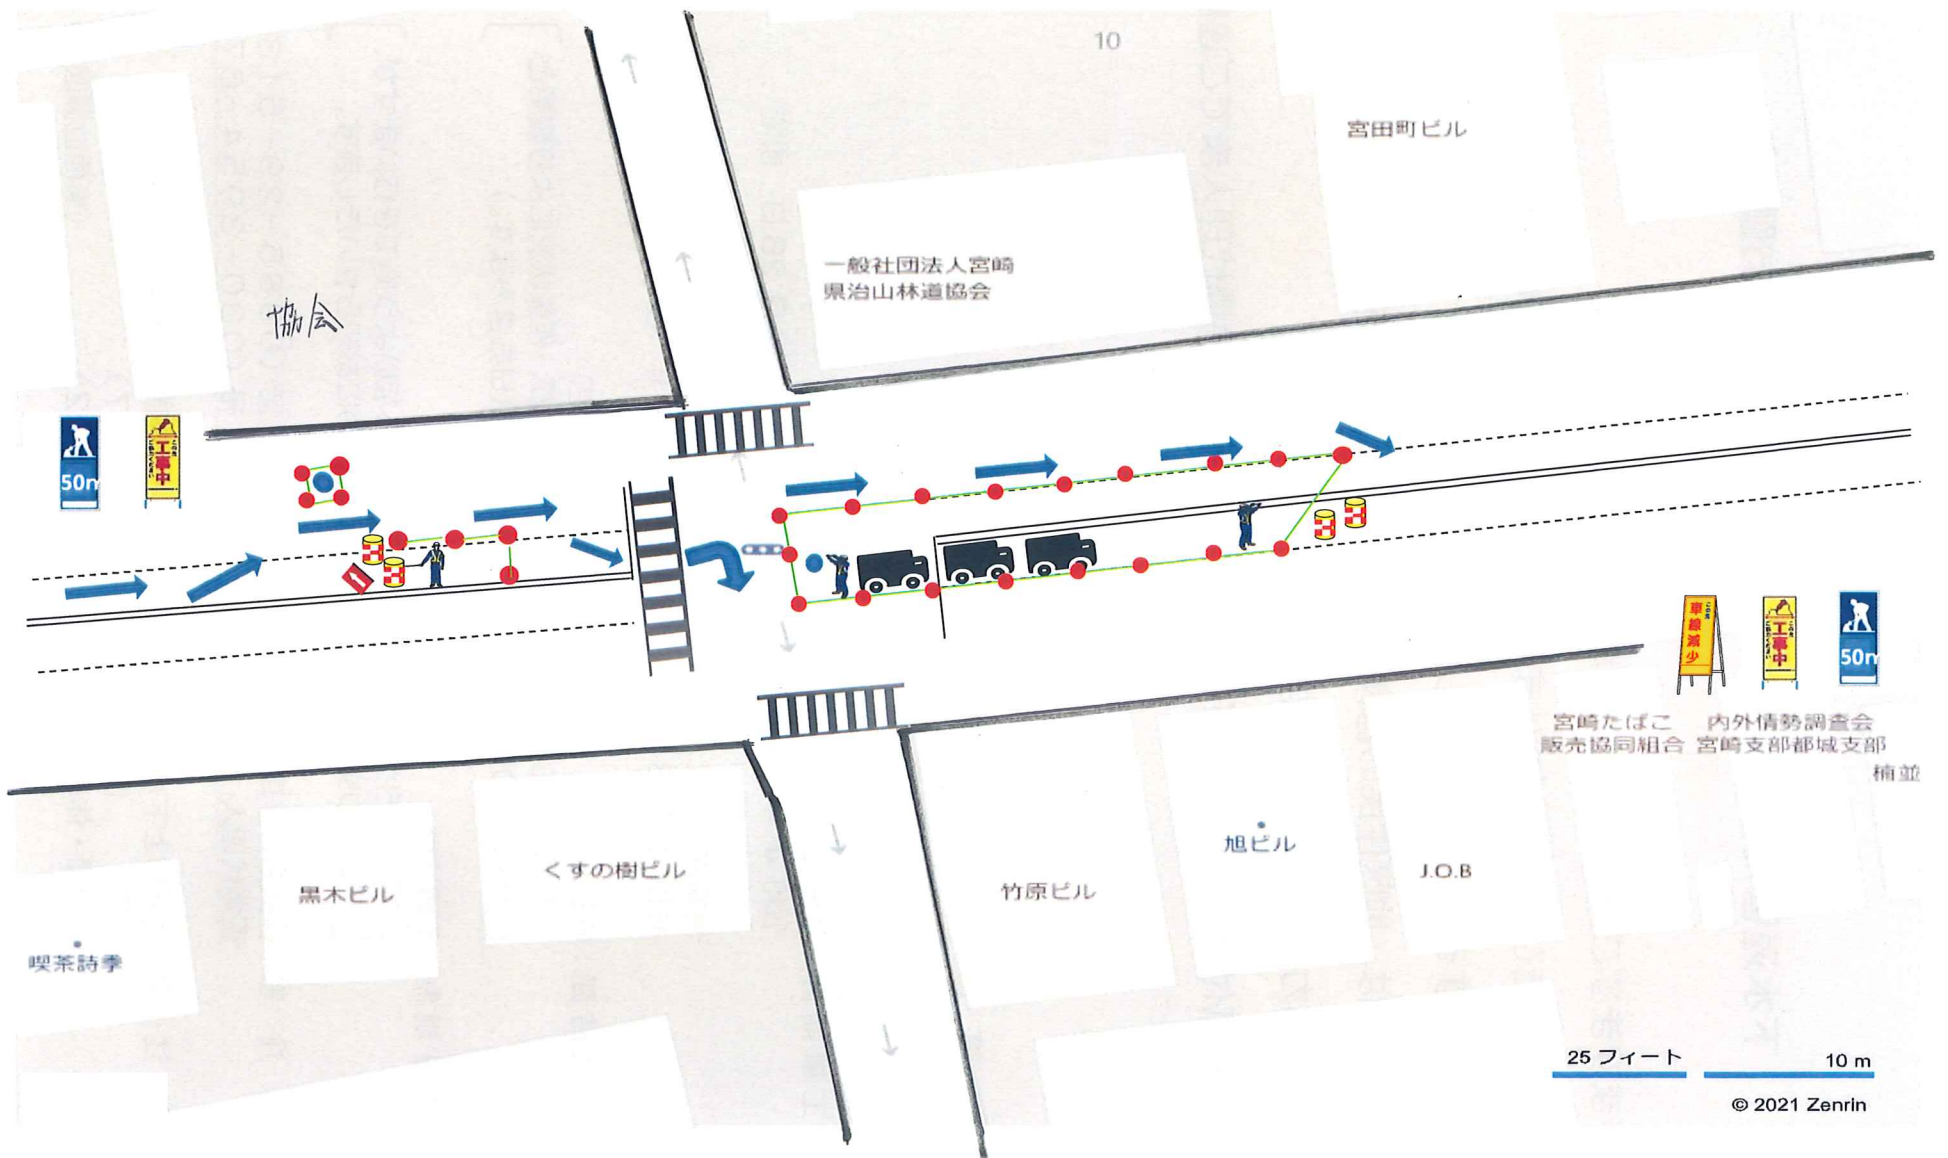 10
宮田町ビル
一般社団法人宮崎
県治山林道協会
協会
50m
工事中
車線減少
工事中
50m
宮崎たばこ
販売協同組合
内外情勢調査会
宮崎支部都城支部
楠並
旭ビル
J.O.B
くすの樹ビル
黒木ビル
竹原ビル
喫茶詩季
25 フィート
10 m
© 2021 Zenrin